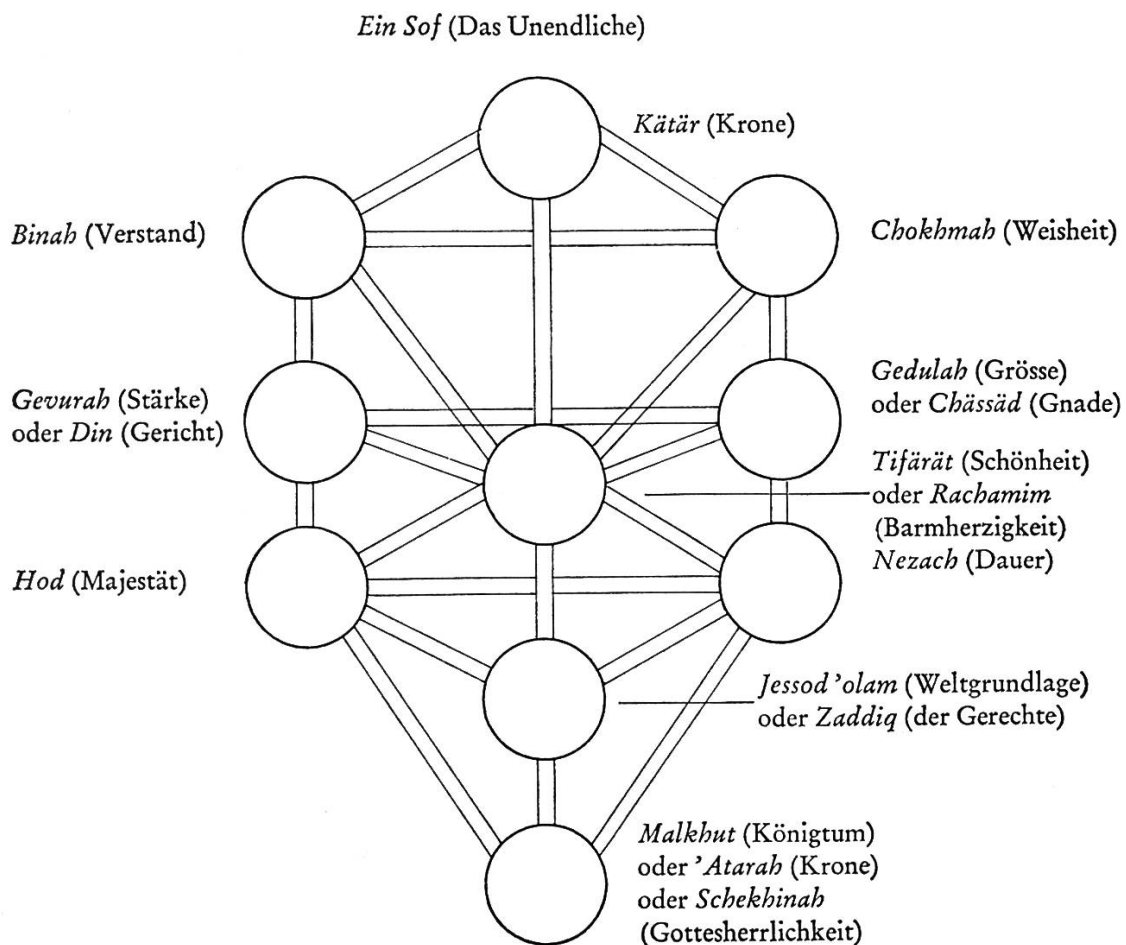 Ein Sof (Das Unendliche)
Kätär (Krone)
Binah (Verstand)
Chokhmah (Weisheit)
Gevurah (Stärke)
oder Din (Gericht)
Gedulah (Grösse)
oder Chässäd (Gnade)
Tifärät (Schönheit)
oder Rachamim
(Barmherzigkeit)
Nezach (Dauer)
Hod (Majestät)
Jessod ’olam (Weltgrundlage)
oder Zaddiq (der Gerechte)
Malkhut (Königtum)
oder ’Atarah (Krone)
oder Schekhinah
(Gottesherrlichkeit)